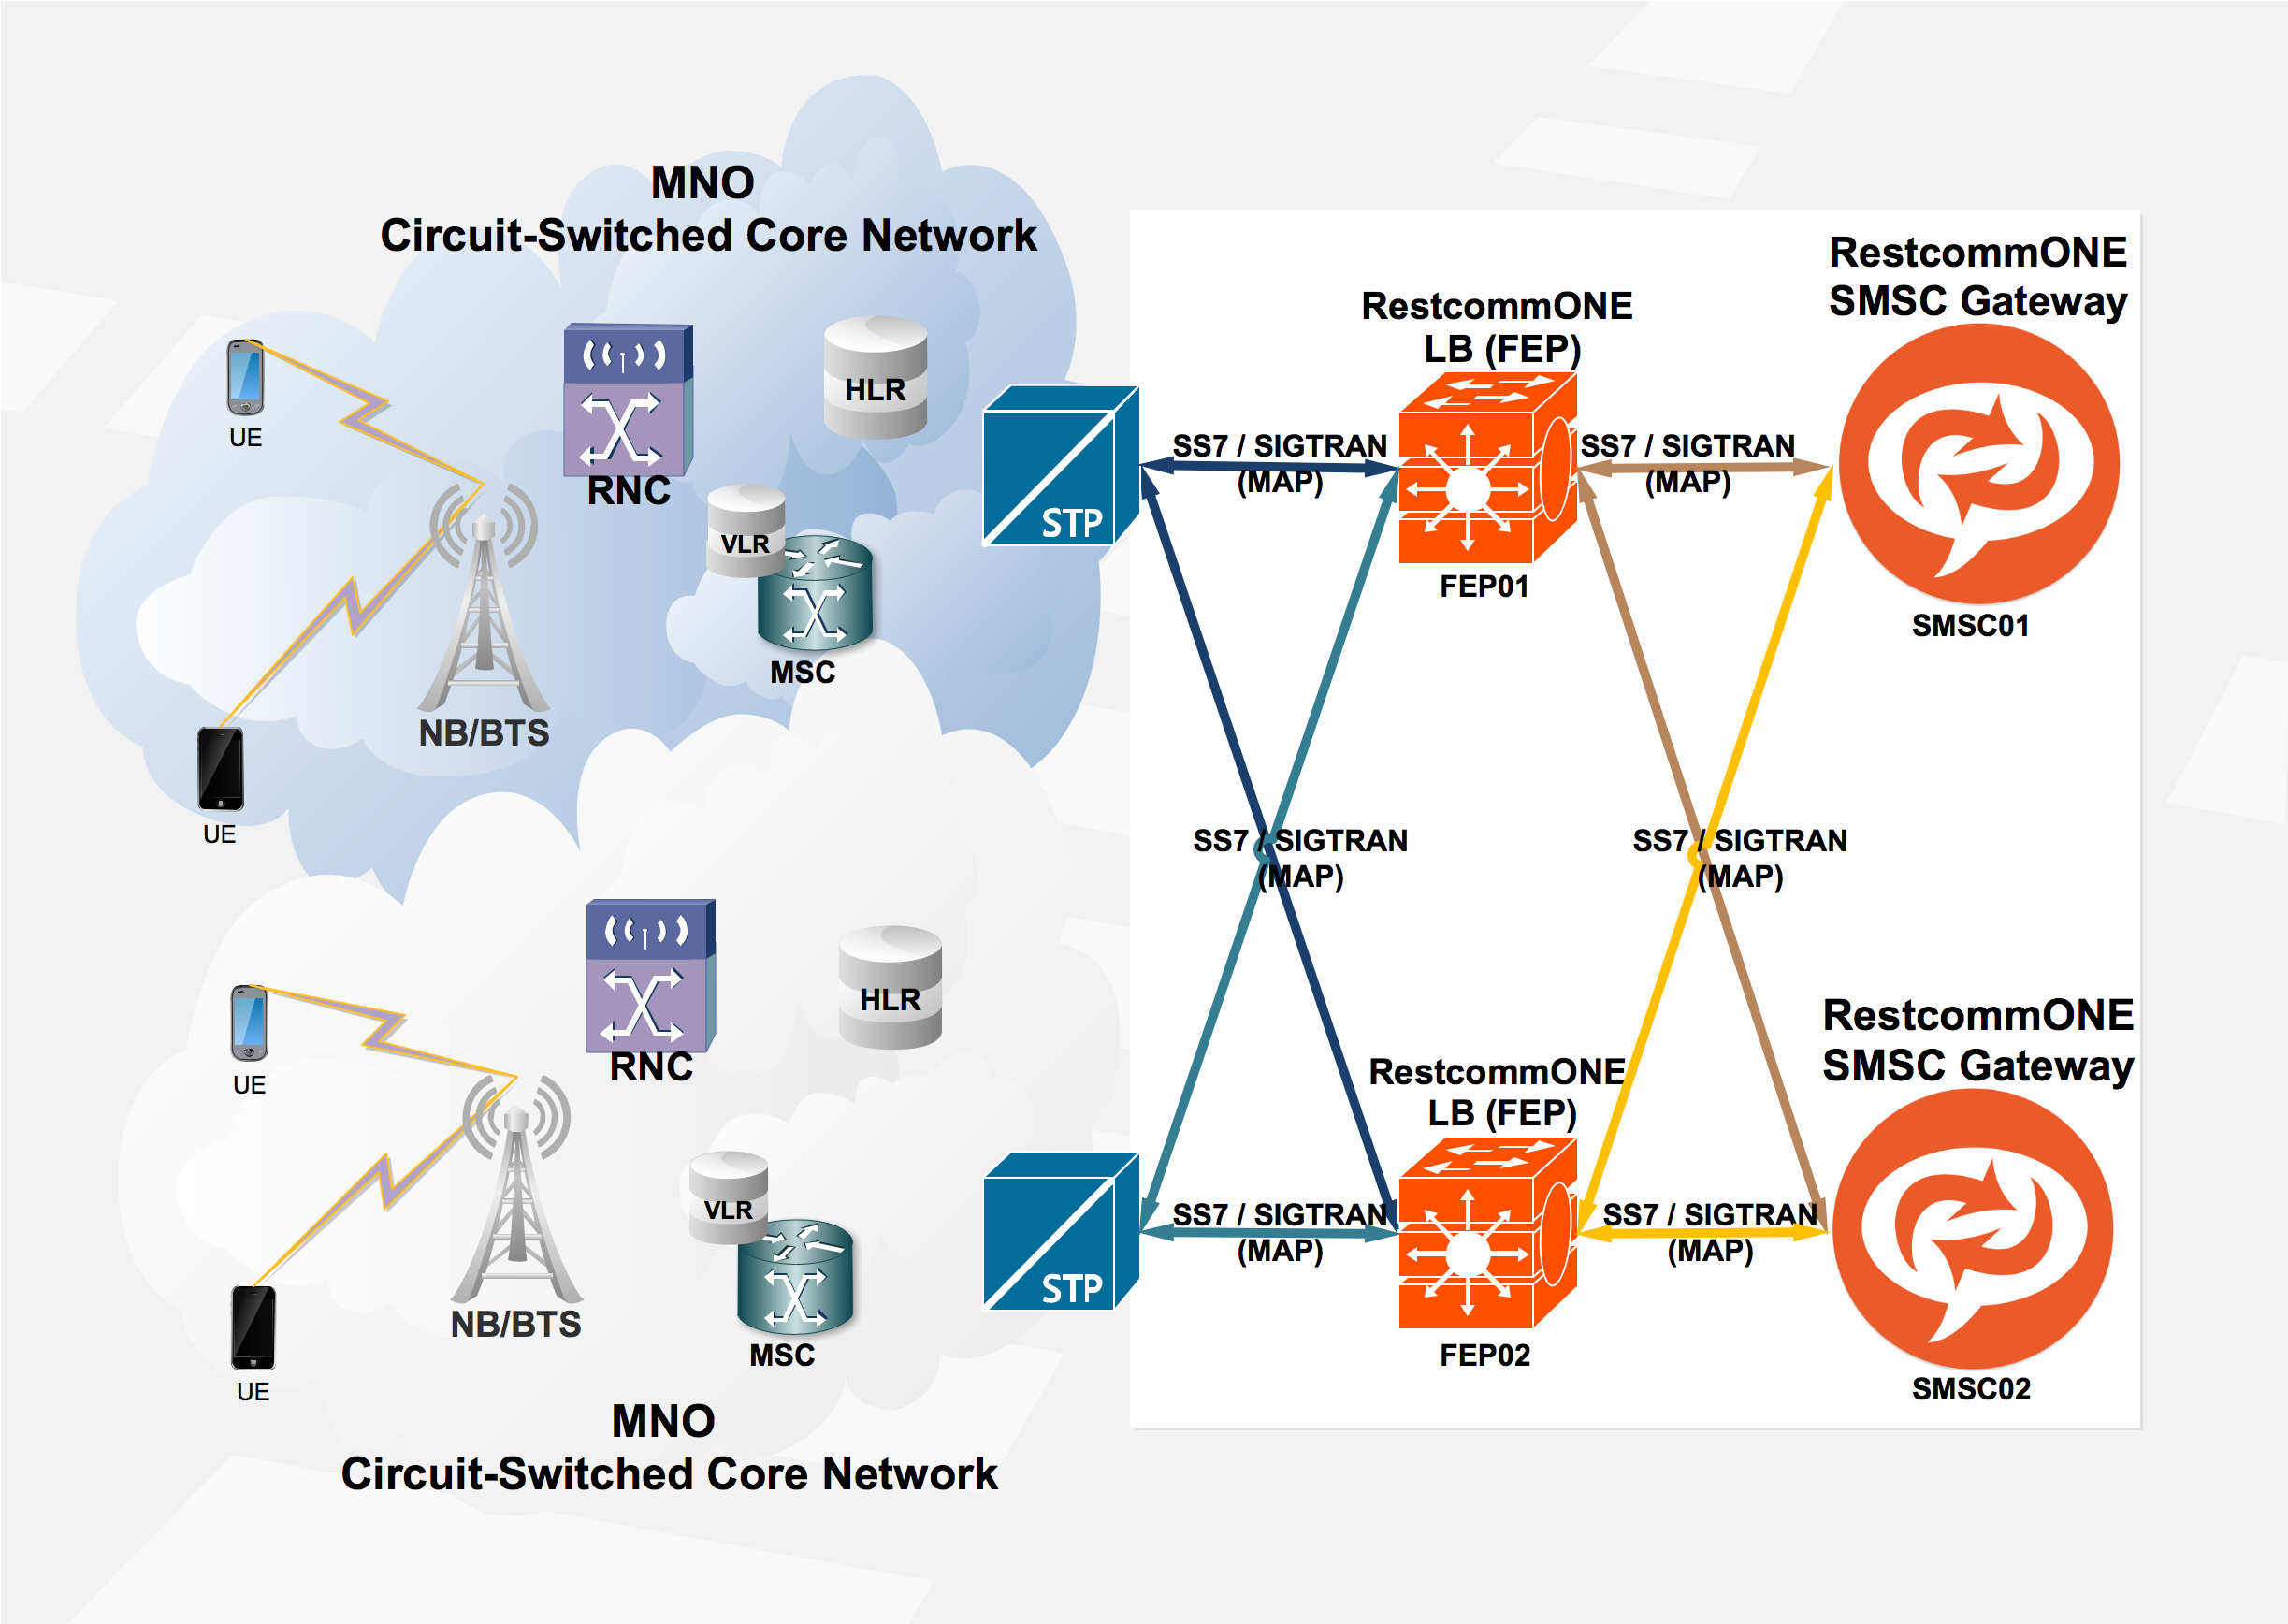 MNO
Circuit-Switched Core Network
UE
RNC
HLR
VLR
MSC
NB/BTS
UE
STP
SS7 / SIGTRAN
(MAP)
RestcommONE
LB (FEP)
FEP01
SS7 / SIGTRAN
(MAP)
RestcommONE
SMSC Gateway
SMSC01
SS7 / SIGTRAN
(MAP)
SS7 / SIGTRAN
(MAP)
RNC
HLR
UE
VLR
MSC
NB/BTS
UE
MNO
Circuit-Switched Core Network
STP
SS7 / SIGTRAN
(MAP)
RestcommONE
LB (FEP)
FEP02
SS7 / SIGTRAN
(MAP)
RestcommONE
SMSC Gateway
SMSC02